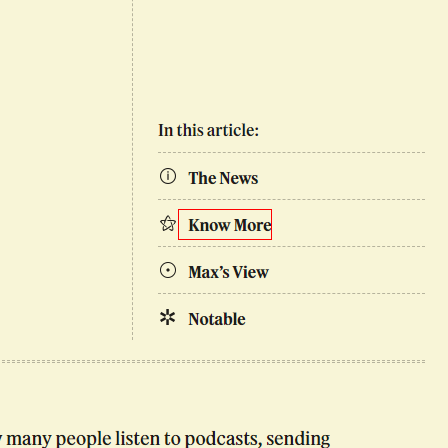 In this article:
The News
Know More
Max's View
Notable
many people listen to podcasts, sending